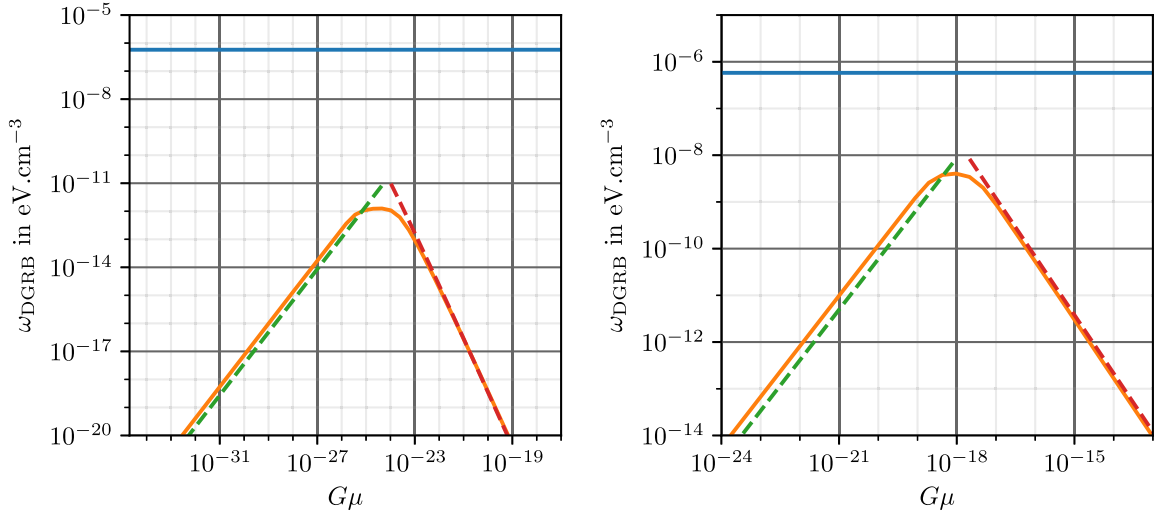 10⁻⁵
10⁻⁸
10⁻¹¹
10⁻¹⁴
10⁻¹⁷
10⁻²⁰
ω_DGRB in eV.cm⁻³
10⁻³¹ 10⁻²⁷ 10⁻²³ 10⁻¹⁹
Gμ
10⁻⁶
10⁻⁸
10⁻¹⁰
10⁻¹²
10⁻¹⁴
ω_DGRB in eV.cm⁻³
10⁻²⁴ 10⁻²¹ 10⁻¹⁸ 10⁻¹⁵
Gμ